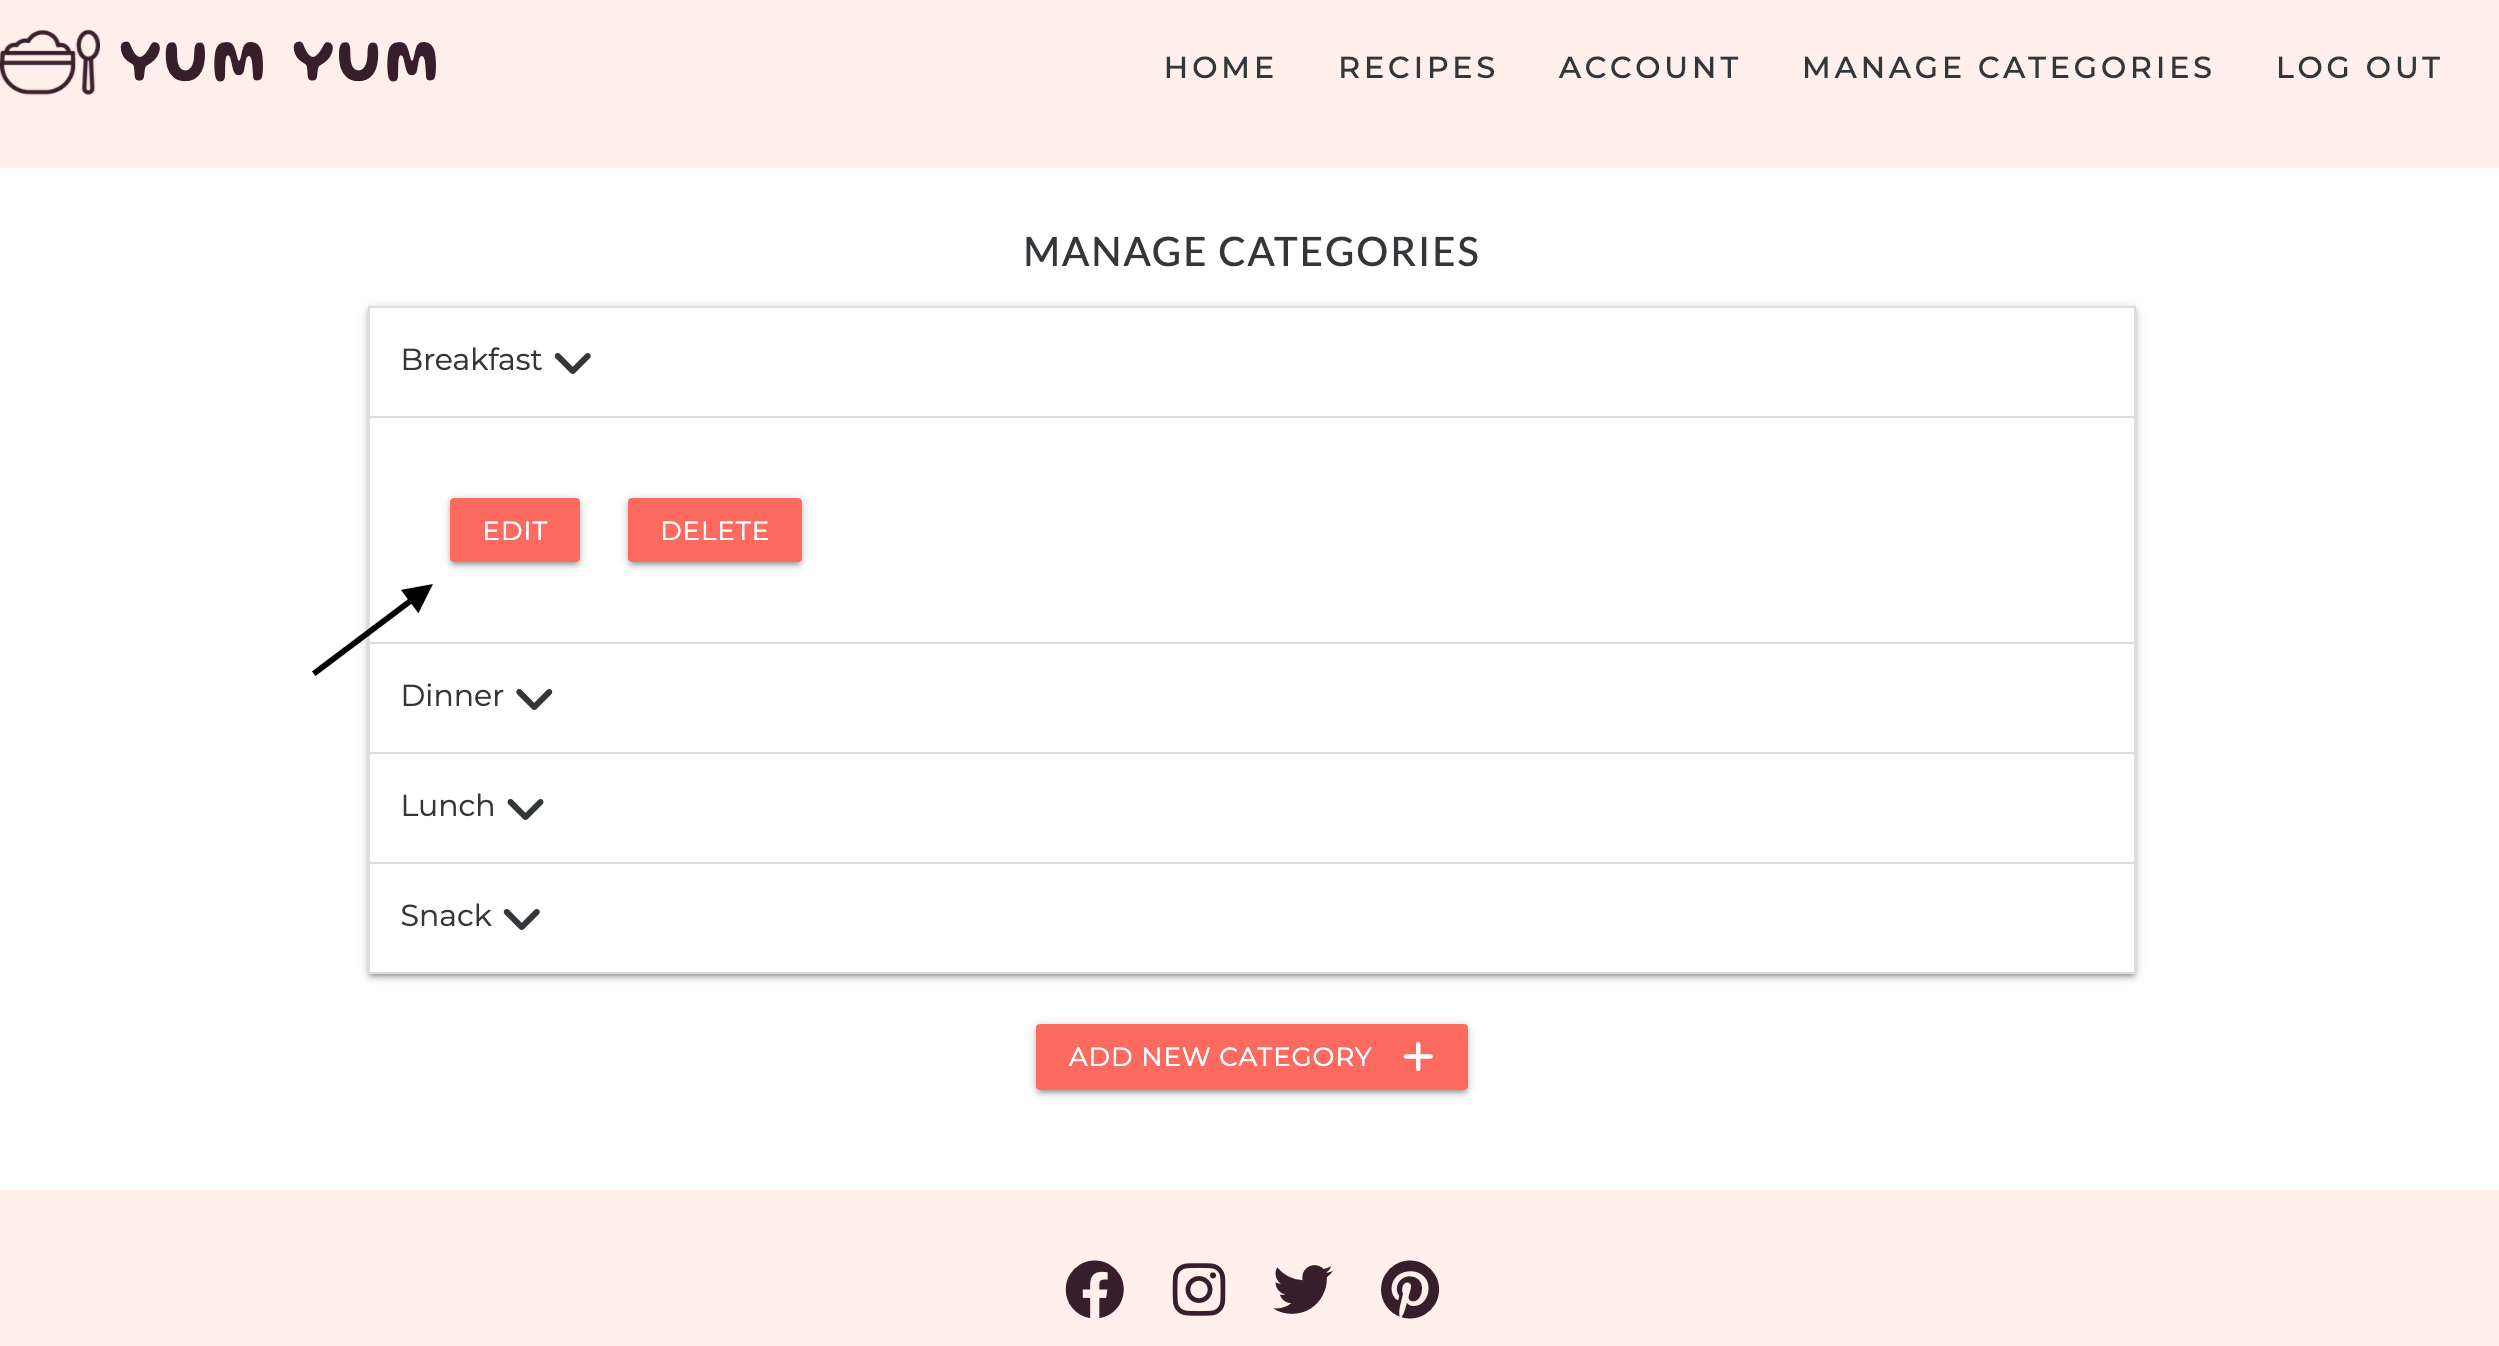 YUM YUM
HOME RECIPES ACCOUNT MANAGE CATEGORIES LOG OUT
MANAGE CATEGORIES
Breakfast
EDIT DELETE
Dinner
Lunch
Snack
ADD NEW CATEGORY